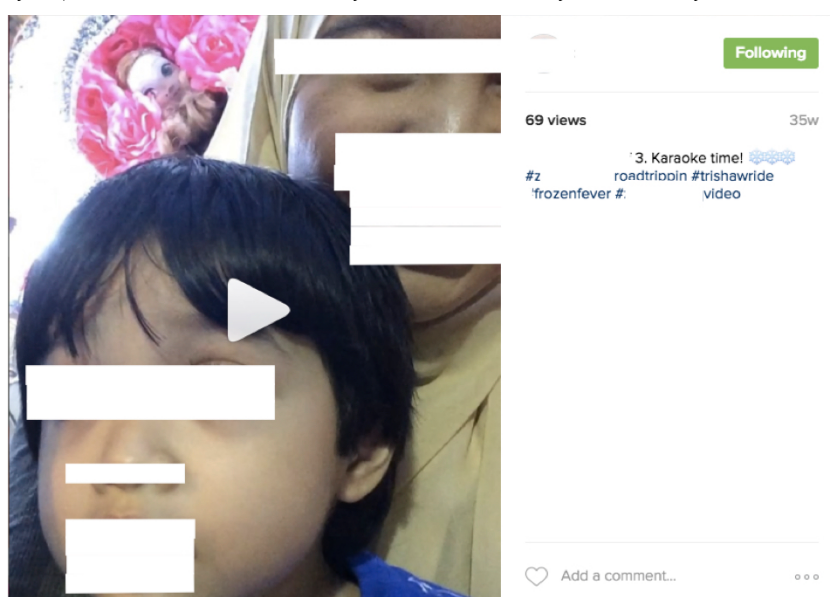 Following
69 views
35w
3. Karaoke time! ❄❄❄
#z roadtrippin #trishawride
frozenfever #: video
Add a comment...